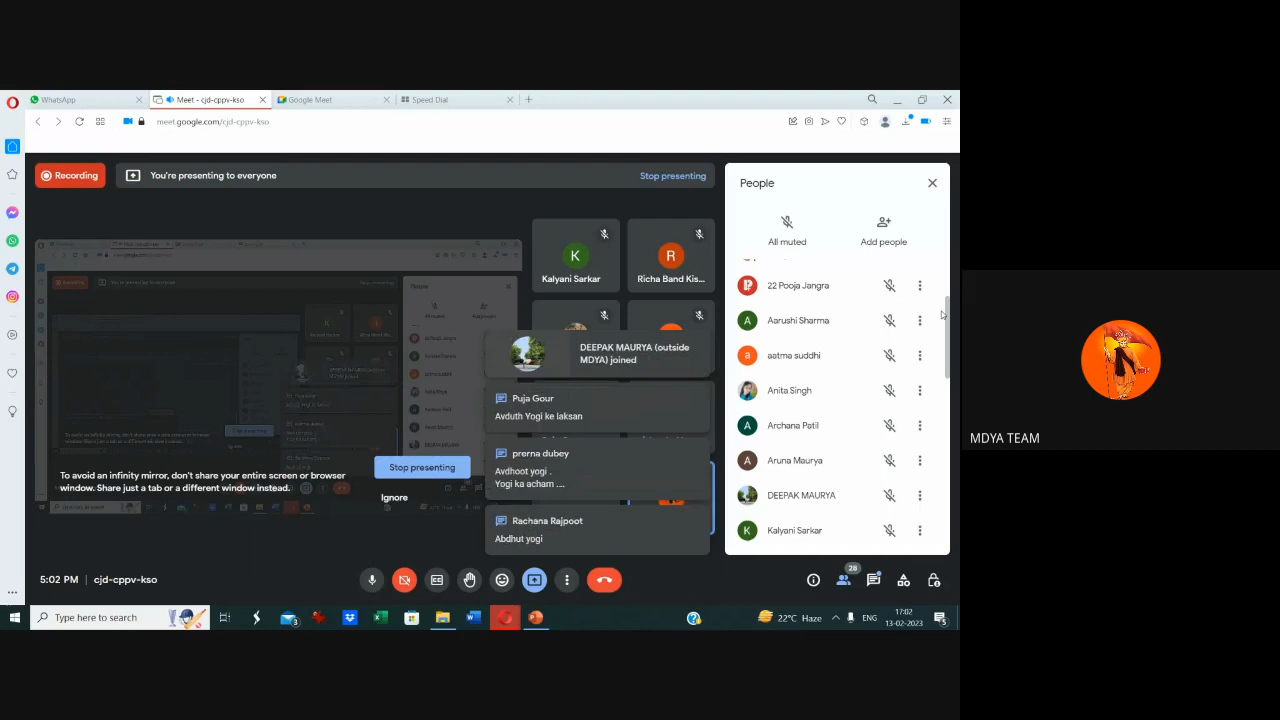 WhatsApp
Meet - cjd-cppv-kso
Google Meet
Speed Dial
meet.google.com/cjd-cppv-kso
Recording
You're presenting to everyone
Stop presenting
People
All muted
Add people
22 Pooja Jangra
Aarushi Sharma
a
aatma suddhi
Anita Singh
Archana Patil
Aruna Maurya
DEEPAK MAURYA
K
Kalyani Sarkar
K
Kalyani Sarkar
R
Richa Band Kis...
DEEPAK MAURYA (outside
MDYA) joined
Puja Gour
Avduth Yogi ke laksan
prerna dubey
Avdhoot yogi .
Yogi ka acham ....
Rachana Rajpoot
Abdhut yogi
To avoid an infinity mirror, don't share your entire screen or browser
window. Share just a tab or a different window instead.
Stop presenting
Ignore
5:02 PM | cjd-cppv-kso
28
Type here to search
3
22°C Haze
ENG
17:02
13-02-2023
5
MDYA TEAM